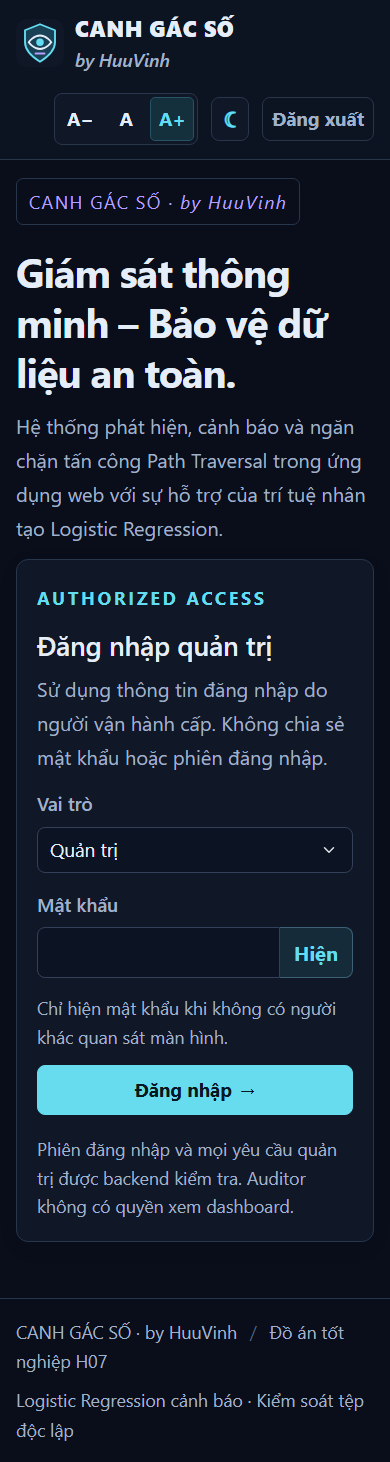 CANH GÁC SỐ
by HuuVinh
A− A A+ Đăng xuất
CANH GÁC SỐ · by HuuVinh
Giám sát thông
minh – Bảo vệ dữ
liệu an toàn.
Hệ thống phát hiện, cảnh báo và ngăn
chặn tấn công Path Traversal trong ứng
dụng web với sự hỗ trợ của trí tuệ nhân
tạo Logistic Regression.
AUTHORIZED ACCESS
Đăng nhập quản trị
Sử dụng thông tin đăng nhập do
người vận hành cấp. Không chia sẻ
mật khẩu hoặc phiên đăng nhập.
Vai trò
Quản trị
Mật khẩu
Hiện
Chỉ hiện mật khẩu khi không có người
khác quan sát màn hình.
Đăng nhập →
Phiên đăng nhập và mọi yêu cầu quản
trị được backend kiểm tra. Auditor
không có quyền xem dashboard.
CANH GÁC SỐ · by HuuVinh / Đồ án tốt
nghiệp H07
Logistic Regression cảnh báo · Kiểm soát tệp
độc lập